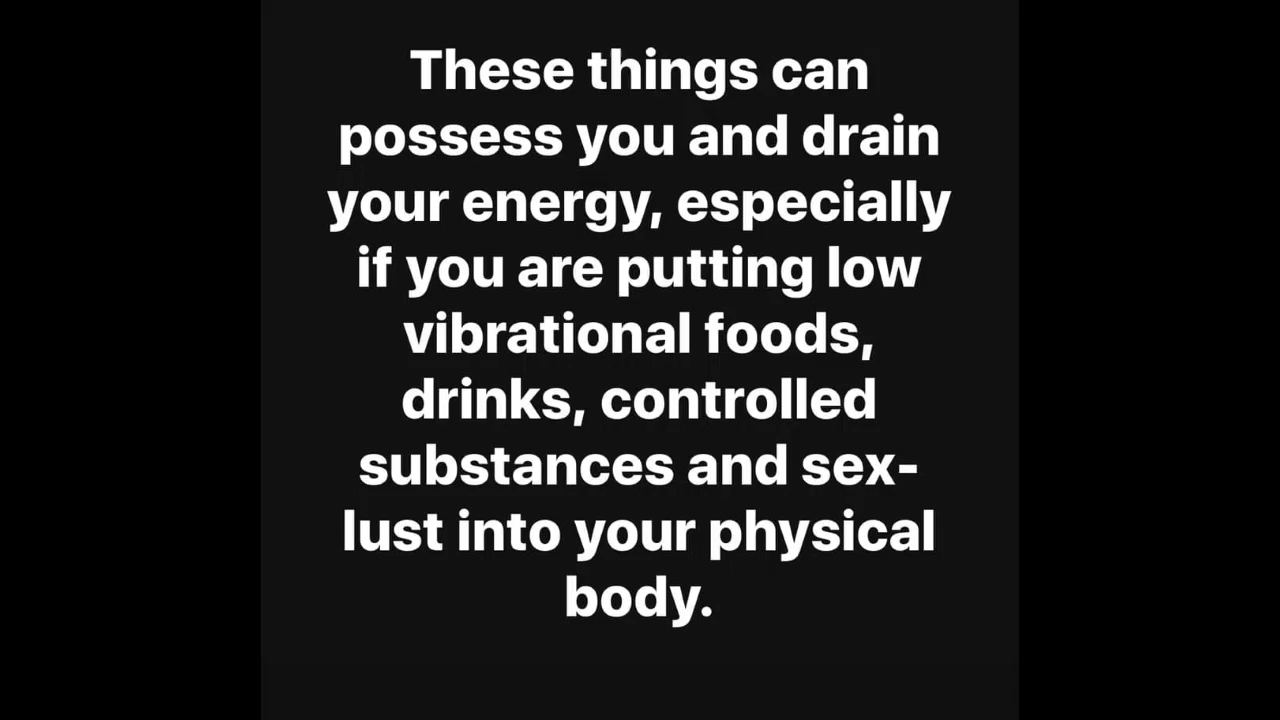 These things can
possess you and drain
your energy, especially
if you are putting low
vibrational foods,
drinks, controlled
substances and sex-
lust into your physical
body.